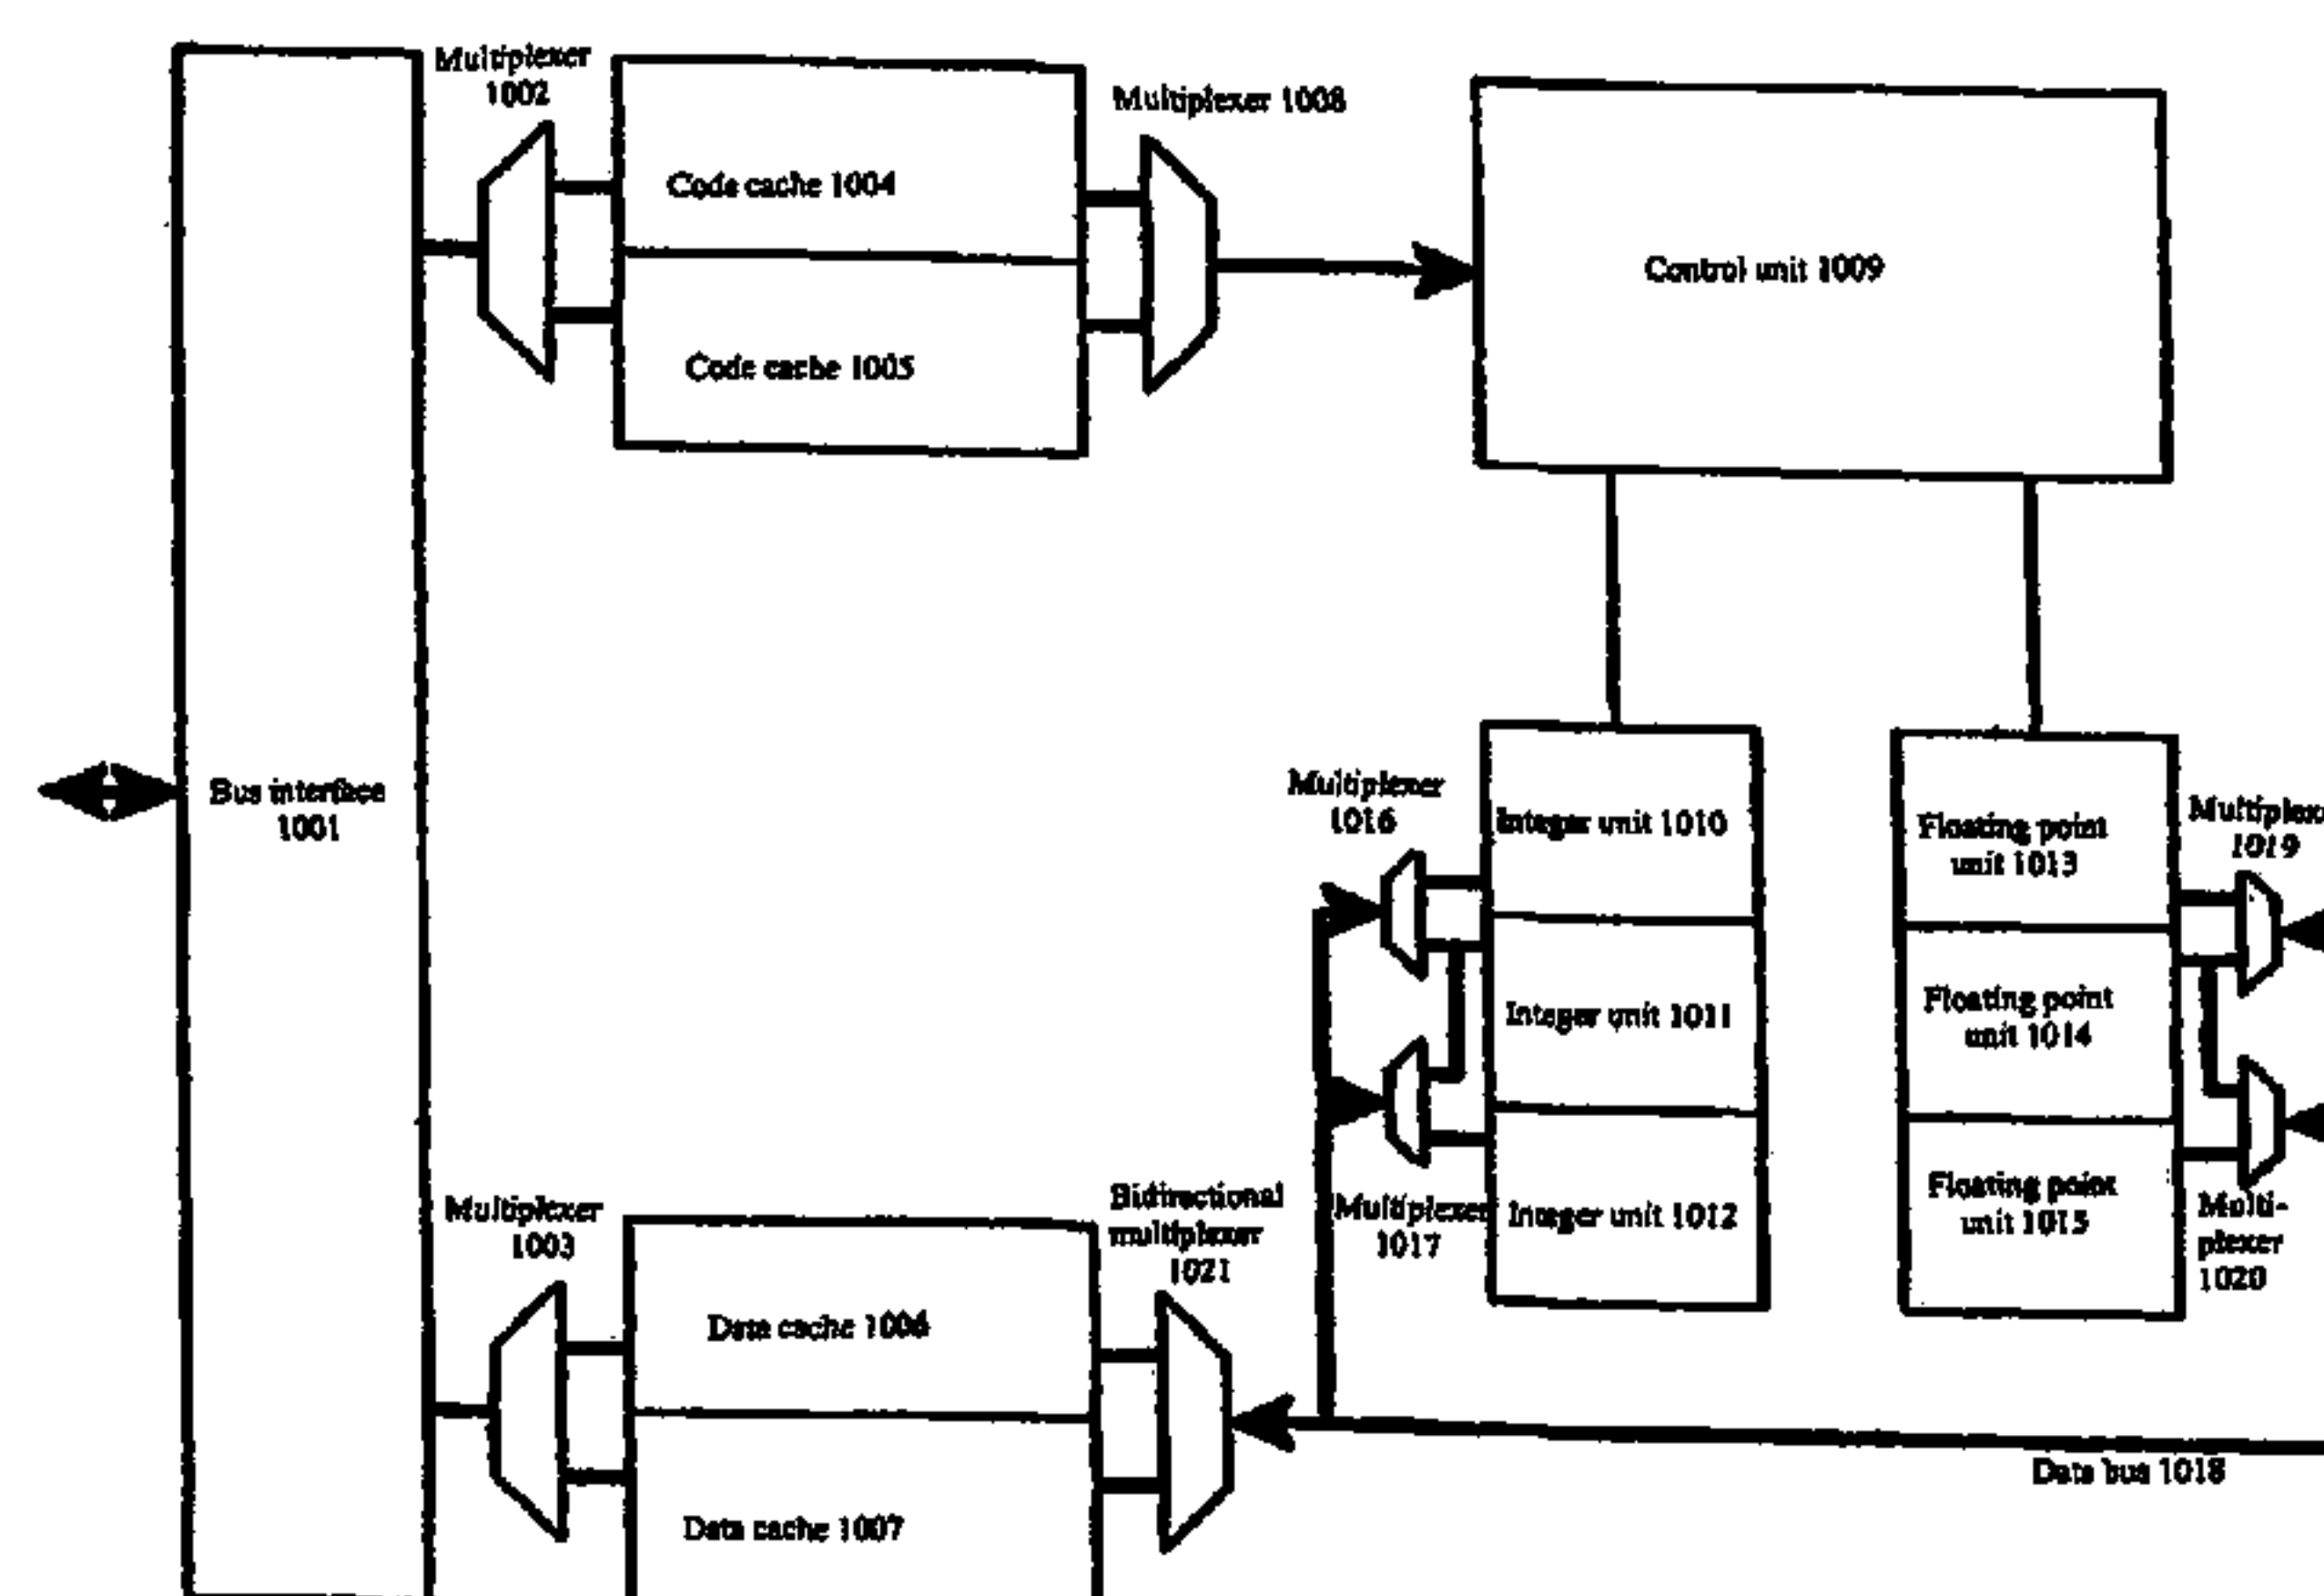 Multiplexer
1002
Multiplexer 1008
Code cache 1004
Control unit 1009
Code cache 1005
Bus interface
1001
Multiplexer
1016
Integer unit 1010
Floating point
unit 1013
1019
Integer unit 1011
Floating point
unit 1014
Multiplexer
1003
Bidirectional
multiplexer
1021
Multiplexer
1017
Integer unit 1012
Floating point
unit 1015
Multi-
plexer
1020
Data cache 1006
Data bus 1018
Data cache 1007